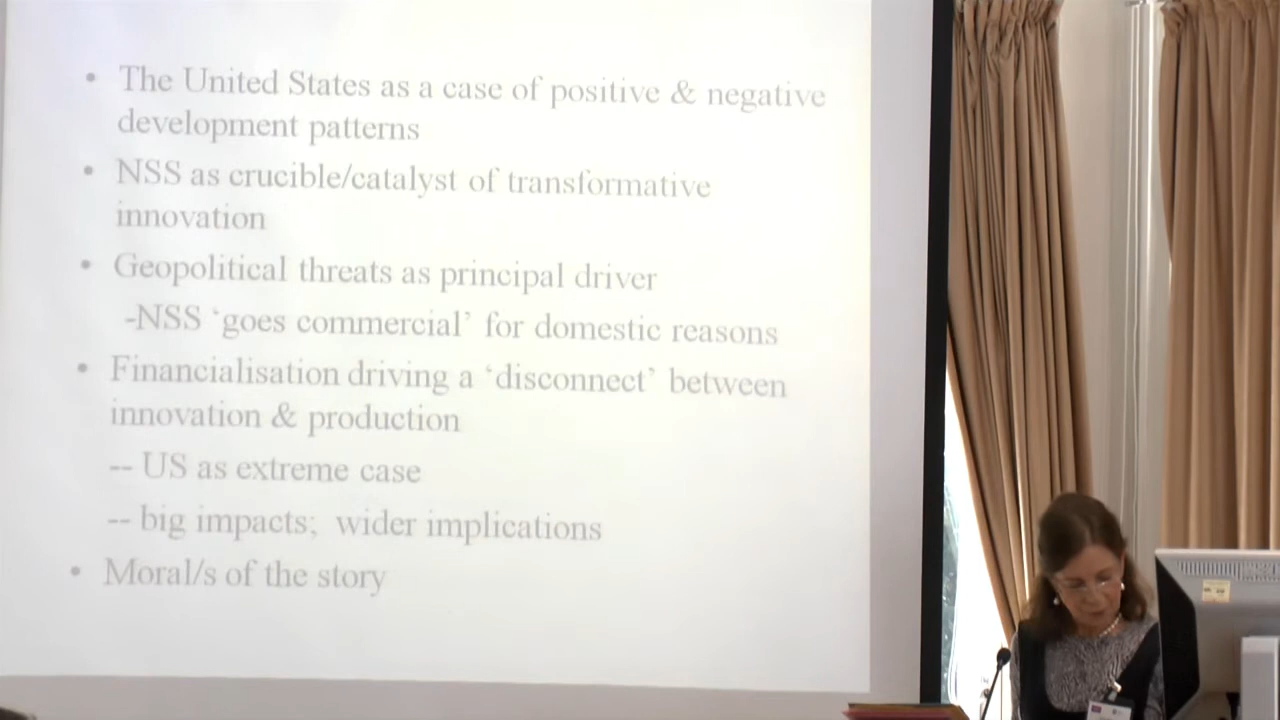 • The United States as a case of positive & negative
development patterns
• NSS as crucible/catalyst of transformative
innovation
• Geopolitical threats as principal driver
-NSS ‘goes commercial’ for domestic reasons
• Financialisation driving a ‘disconnect’ between
innovation & production
-- US as extreme case
-- big impacts; wider implications
• Moral/s of the story